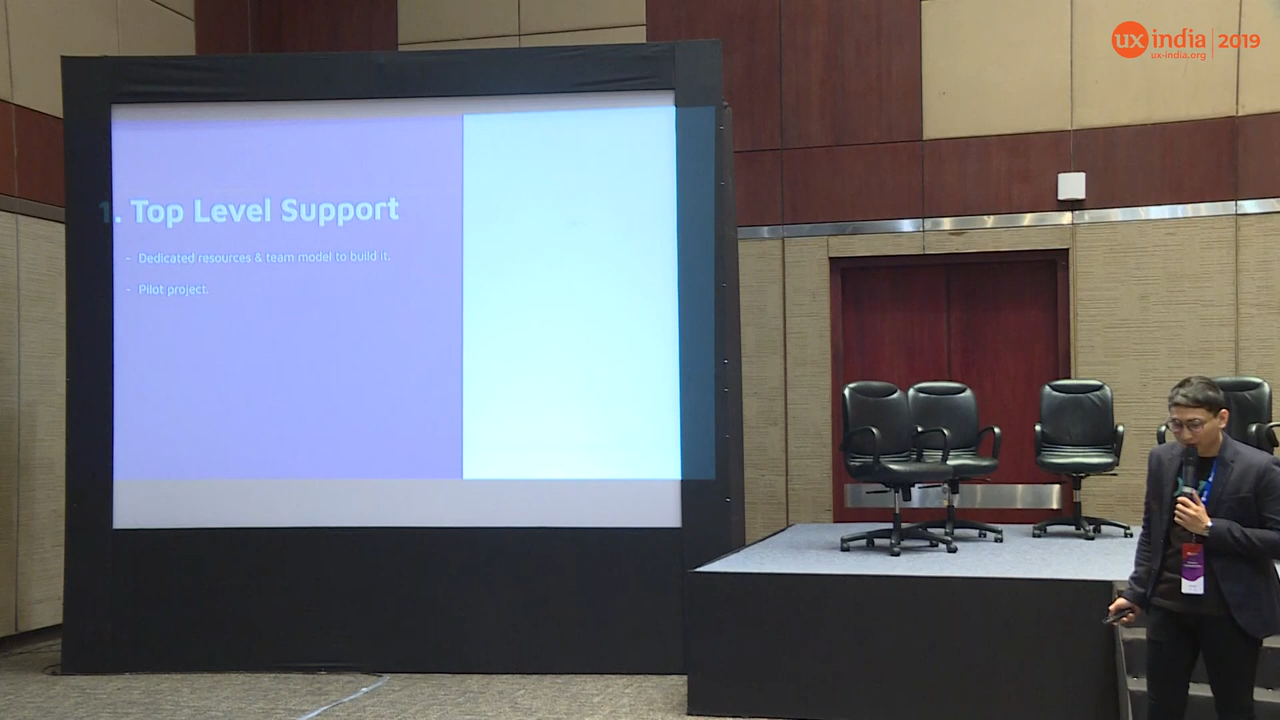 ux india 2019
ux-india.org
1. Top Level Support
- Dedicated resources & team model to build it.
- Pilot project.